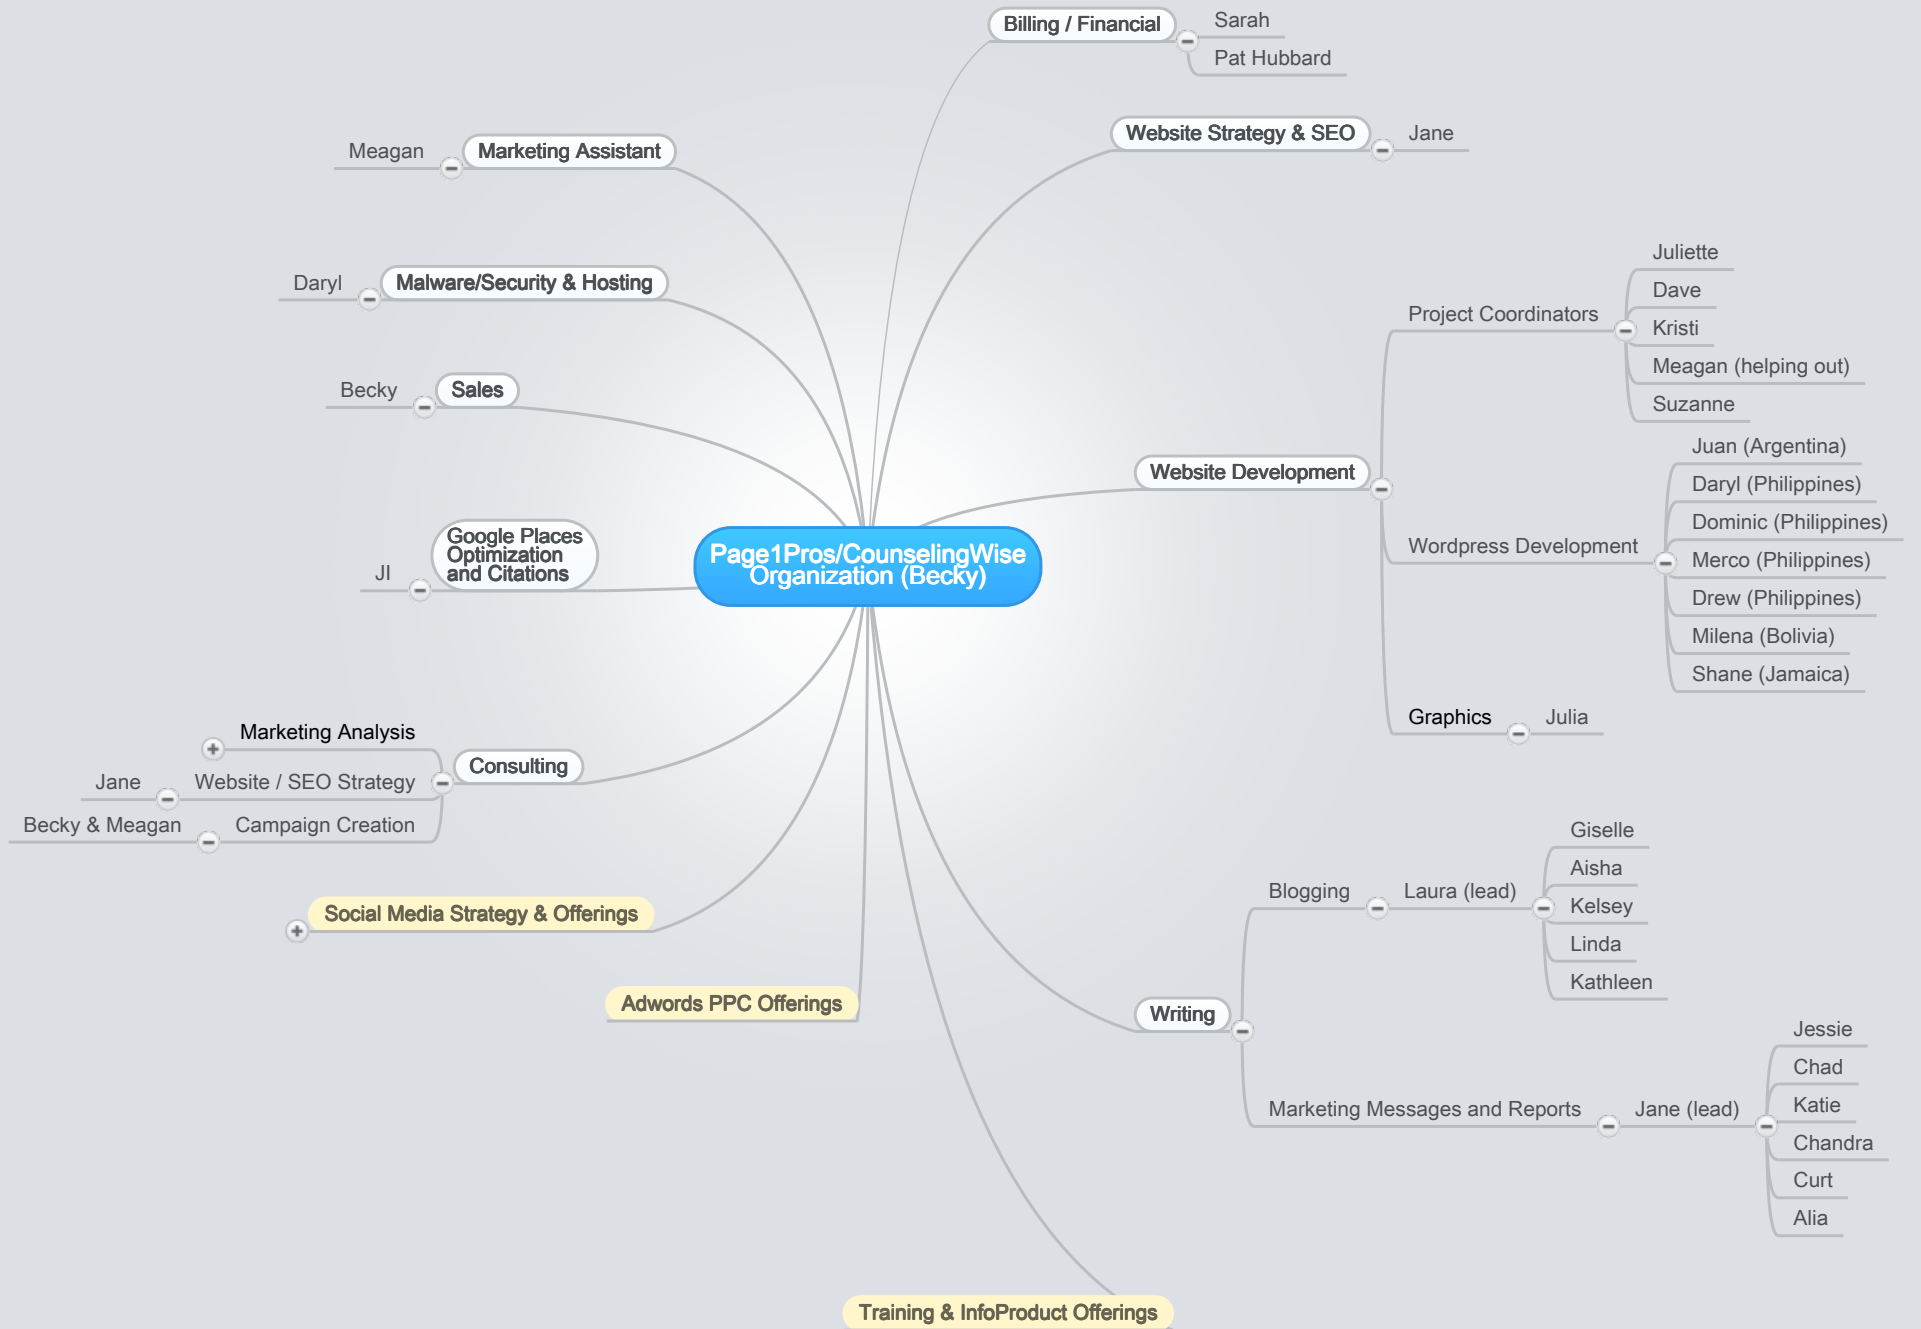 Page1Pros/CounselingWise
Organization (Becky)
Billing / Financial
Sarah
Pat Hubbard
Website Strategy & SEO
Jane
Website Development
Project Coordinators
Juliette
Dave
Kristi
Meagan (helping out)
Suzanne
Wordpress Development
Juan (Argentina)
Daryl (Philippines)
Dominic (Philippines)
Merco (Philippines)
Drew (Philippines)
Milena (Bolivia)
Shane (Jamaica)
Graphics
Julia
Writing
Blogging
Laura (lead)
Giselle
Aisha
Kelsey
Linda
Kathleen
Marketing Messages and Reports
Jane (lead)
Jessie
Chad
Katie
Chandra
Curt
Alia
Training & InfoProduct Offerings
Marketing Assistant
Meagan
Malware/Security & Hosting
Daryl
Sales
Becky
Google Places
Optimization
and Citations
JI
Consulting
Marketing Analysis
Website / SEO Strategy
Jane
Campaign Creation
Becky & Meagan
Social Media Strategy & Offerings
Adwords PPC Offerings